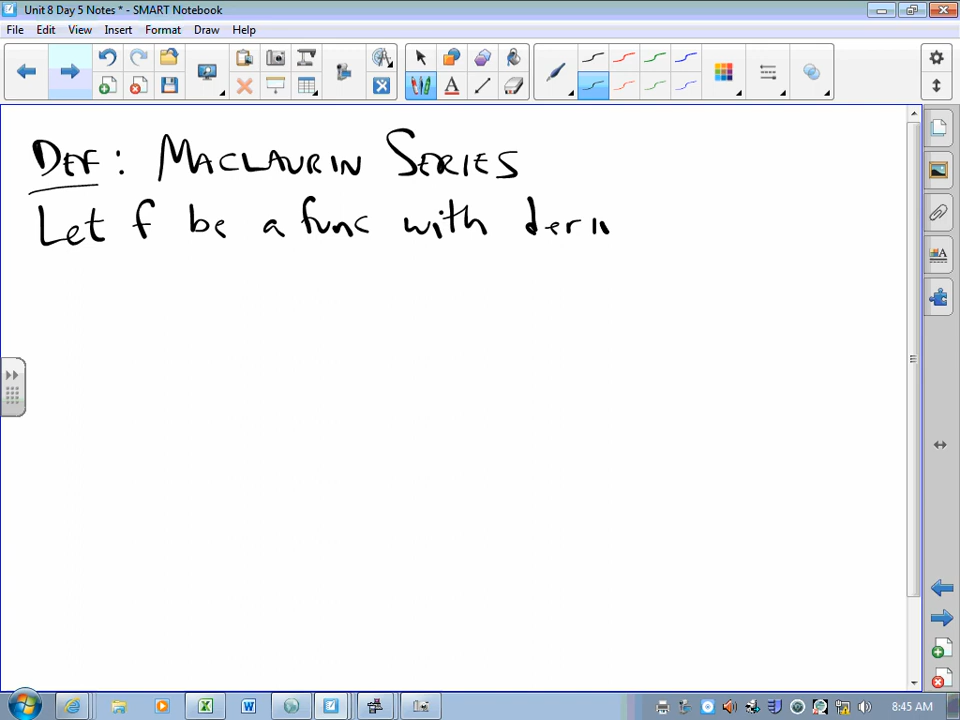 Unit 8 Day 5 Notes * - SMART Notebook
File Edit View Insert Format Draw Help
DEF: MACLAURIN SERIES
Let f be a func with deri
8:45 AM